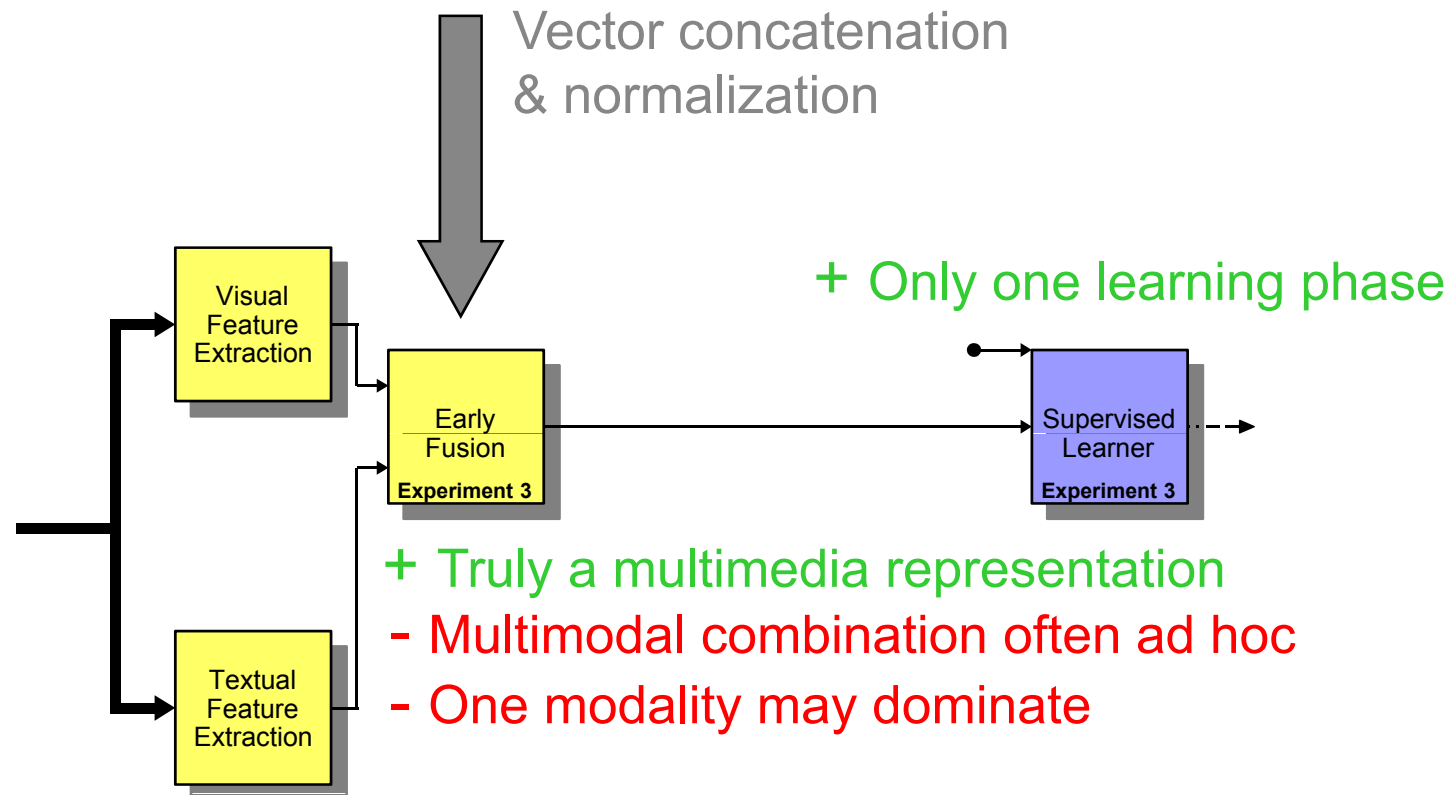 Vector concatenation
& normalization
Visual
Feature
Extraction
+ Only one learning phase
Early
Fusion
Experiment 3
Supervised
Learner
Experiment 3
+ Truly a multimedia representation
- Multimodal combination often ad hoc
- One modality may dominate
Textual
Feature
Extraction